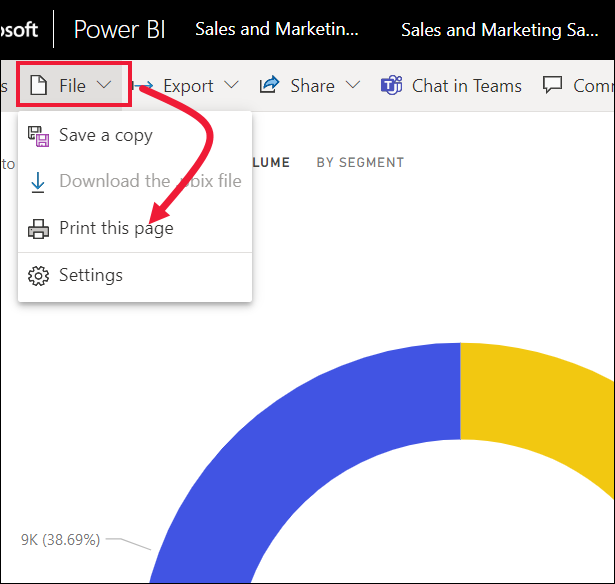 osoft Power BI Sales and Marketin... Sales and Marketing Sa...
s File Export Share Chat in Teams Com
Save a copy
to LUME BY SEGMENT
Download the .pbix file
Print this page
Settings
9K (38.69%)